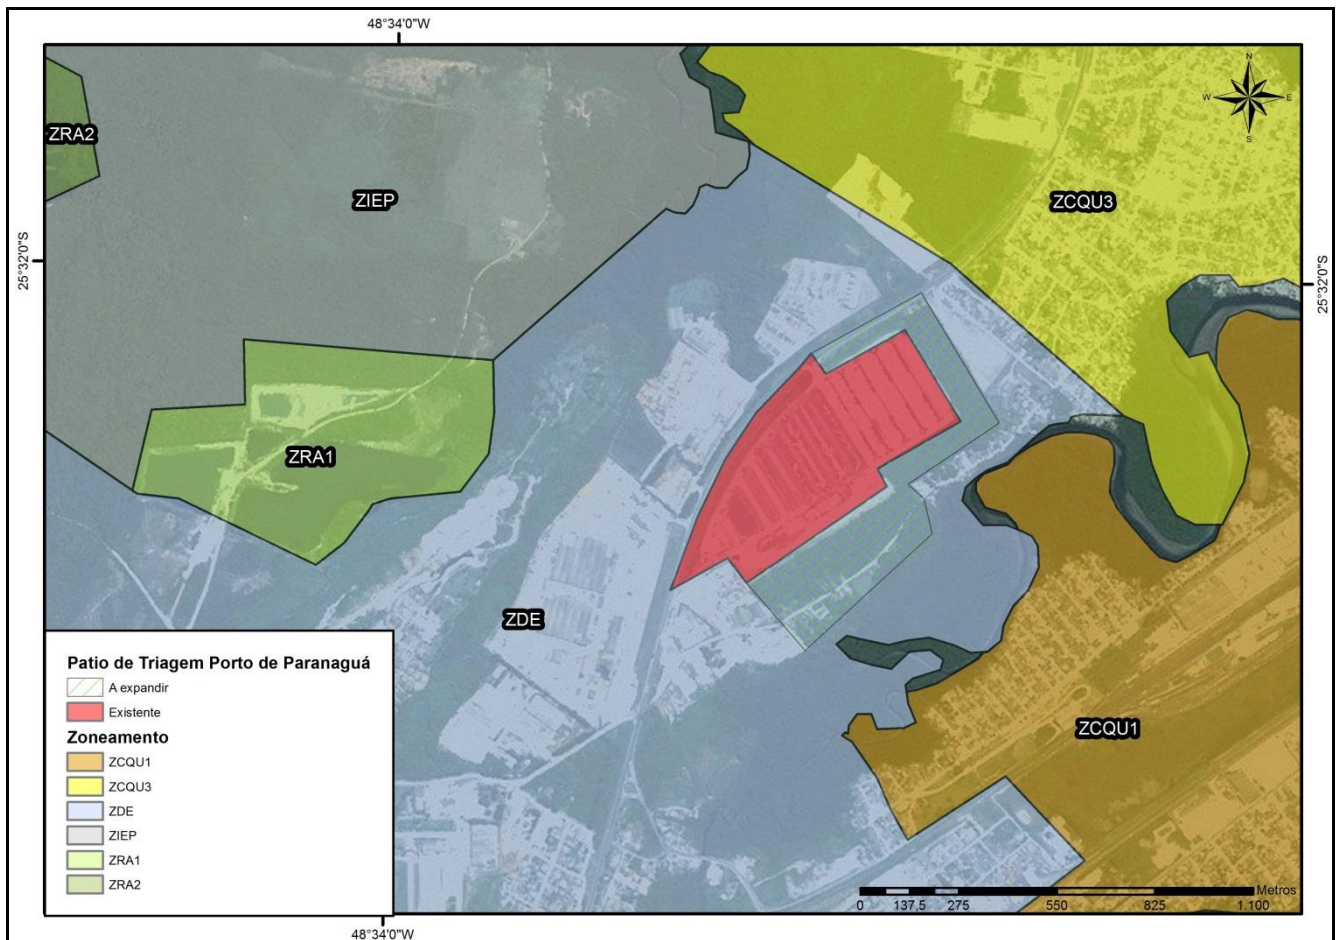 48°34'0"W
N
W
E
S
ZRA2
ZIEP
ZCQU3
25°32'0"S
25°32'0"S
ZRA1
ZDE
ZCQU1
Patio de Triagem Porto de Paranaguá
A expandir
Existente
Zoneamento
ZCQU1
ZCQU3
ZDE
ZIEP
ZRA1
ZRA2
Metros
0 137,5 275 550 825 1.100
48°34'0"W